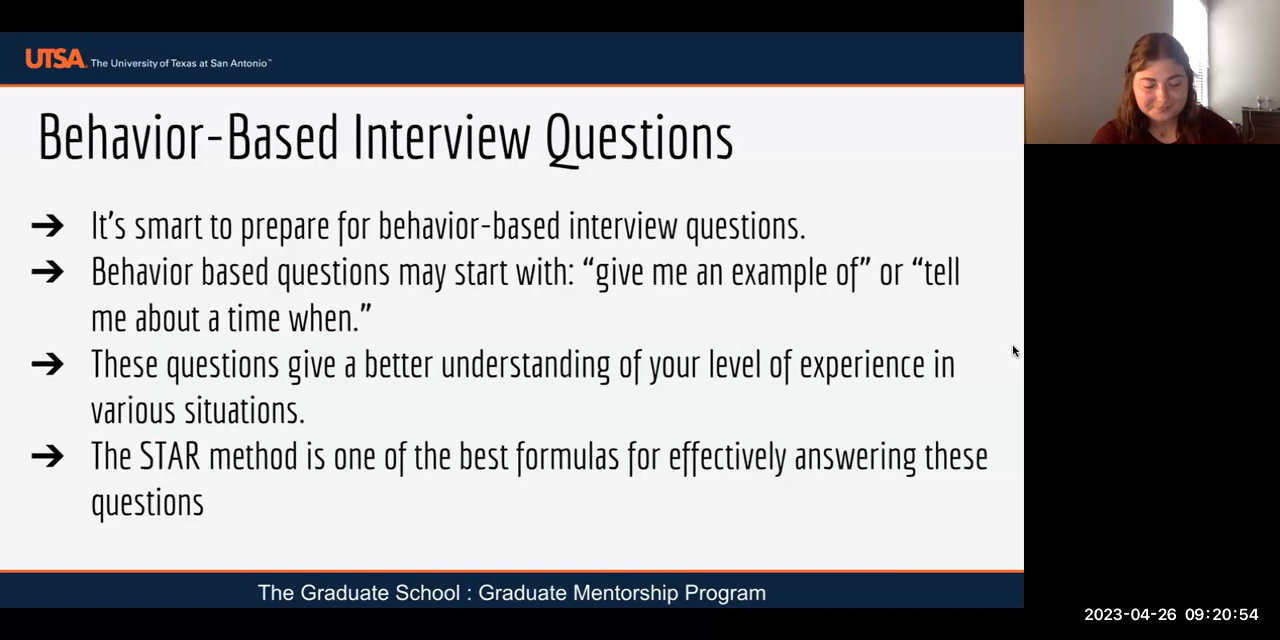 UTSA The University of Texas at San Antonio™
Behavior-Based Interview Questions
➔ It’s smart to prepare for behavior-based interview questions.
➔ Behavior based questions may start with: “give me an example of” or “tell
me about a time when.”
➔ These questions give a better understanding of your level of experience in
various situations.
➔ The STAR method is one of the best formulas for effectively answering these
questions
The Graduate School : Graduate Mentorship Program
2023-04-26 09:20:54